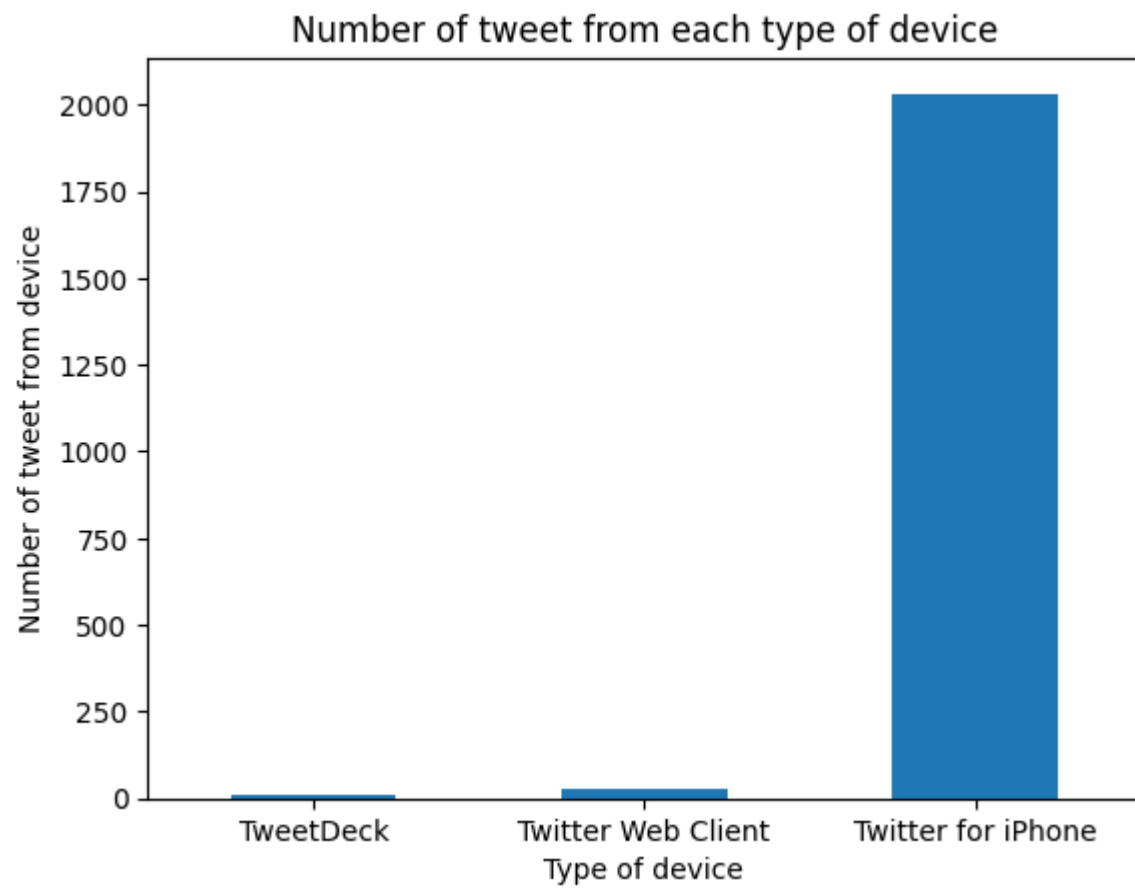 Number of tweet from each type of device
Number of tweet from device
2000
1750
1500
1250
1000
750
500
250
0
TweetDeck Twitter Web Client Twitter for iPhone
Type of device